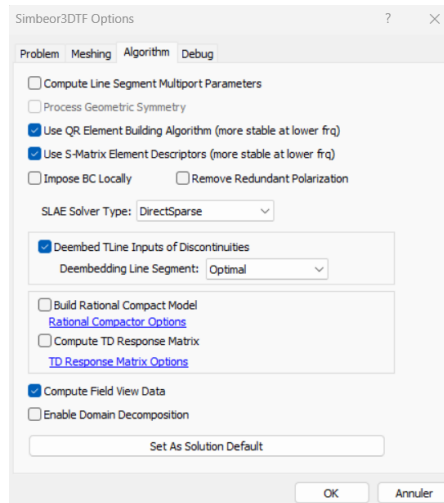 Simbeor3DTF Options ? ×
Problem Meshing Algorithm Debug
Compute Line Segment Multiport Parameters
Process Geometric Symmetry
Use QR Element Building Algorithm (more stable at lower frq)
Use S-Matrix Element Descriptors (more stable at lower frq)
Impose BC Locally Remove Redundant Polarization
SLAE Solver Type: DirectSparse
Deembed TLine Inputs of Discontinuities
Deembedding Line Segment: Optimal
Build Rational Compact Model
Rational Compactor Options
Compute TD Response Matrix
TD Response Matrix Options
Compute Field View Data
Enable Domain Decomposition
Set As Solution Default
OK Annuler